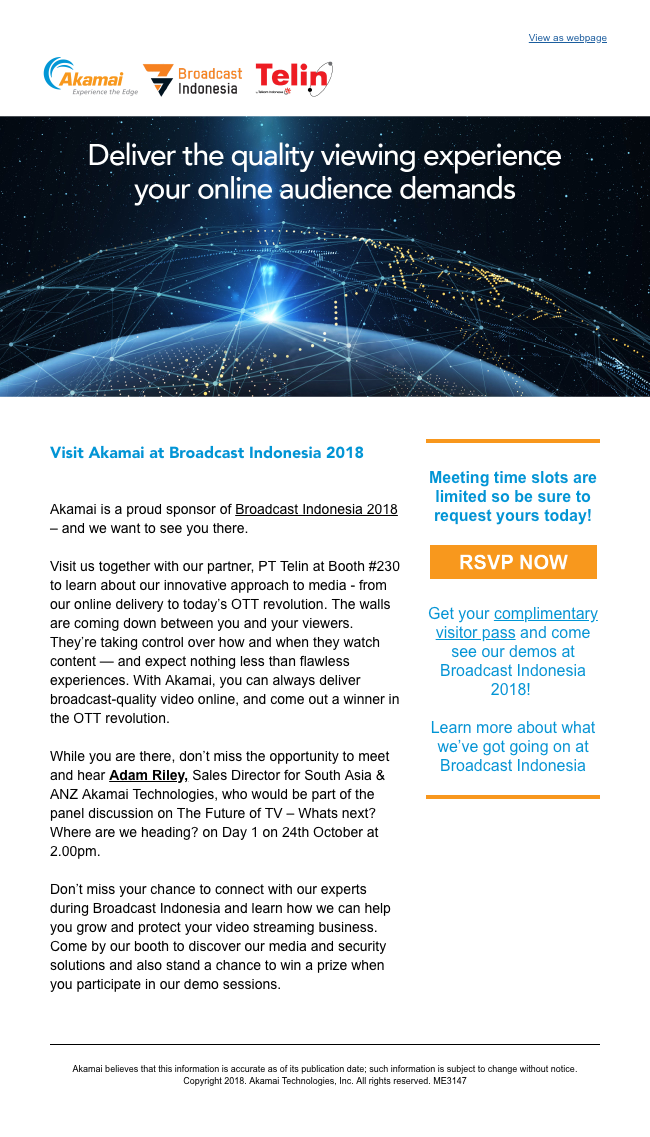 View as webpage
Akamai
Experience the Edge
Broadcast
Indonesia
Telin
by Telkom Indonesia
Deliver the quality viewing experience
your online audience demands
Visit Akamai at Broadcast Indonesia 2018
Akamai is a proud sponsor of Broadcast Indonesia 2018
– and we want to see you there.
Visit us together with our partner, PT Telin at Booth #230
to learn about our innovative approach to media - from
our online delivery to today’s OTT revolution. The walls
are coming down between you and your viewers.
They’re taking control over how and when they watch
content — and expect nothing less than flawless
experiences. With Akamai, you can always deliver
broadcast-quality video online, and come out a winner in
the OTT revolution.
While you are there, don’t miss the opportunity to meet
and hear Adam Riley, Sales Director for South Asia &
ANZ Akamai Technologies, who would be part of the
panel discussion on The Future of TV – Whats next?
Where are we heading? on Day 1 on 24th October at
2.00pm.
Don’t miss your chance to connect with our experts
during Broadcast Indonesia and learn how we can help
you grow and protect your video streaming business.
Come by our booth to discover our media and security
solutions and also stand a chance to win a prize when
you participate in our demo sessions.
Meeting time slots are
limited so be sure to
request yours today!
RSVP NOW
Get your complimentary
visitor pass and come
see our demos at
Broadcast Indonesia
2018!
Learn more about what
we’ve got going on at
Broadcast Indonesia
Akamai believes that this information is accurate as of its publication date; such information is subject to change without notice.
Copyright 2018. Akamai Technologies, Inc. All rights reserved. ME3147